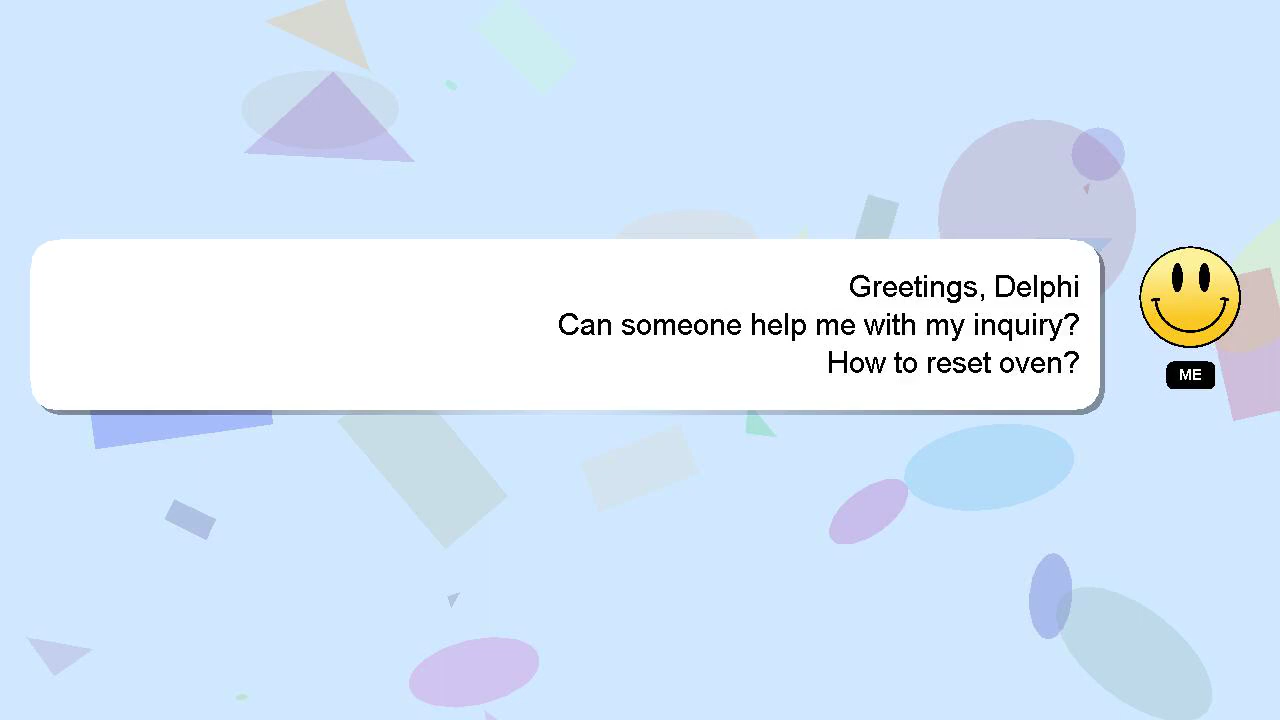 Greetings, Delphi
Can someone help me with my inquiry?
How to reset oven?
ME